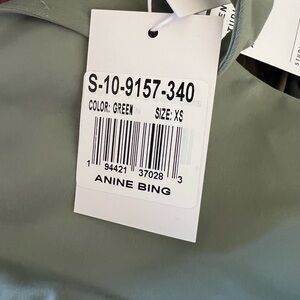 S-10-9157-340
COLOR: GREEN SIZE: XS
1 94421 37028 3
ANINE BING